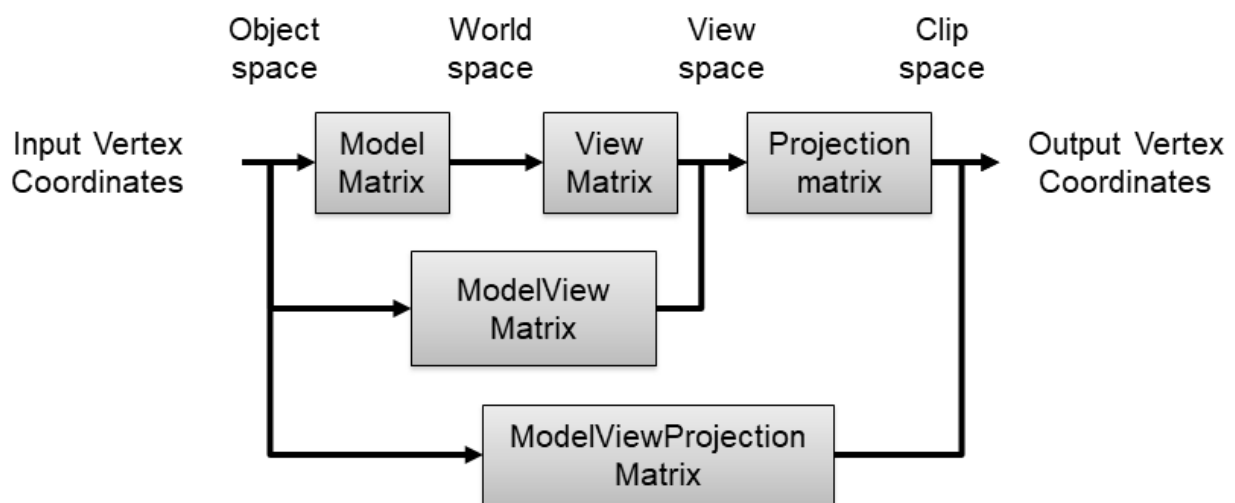 Object
space
World
space
View
space
Clip
space
Input Vertex
Coordinates
Model
Matrix
View
Matrix
Projection
matrix
Output Vertex
Coordinates
ModelView
Matrix
ModelViewProjection
Matrix